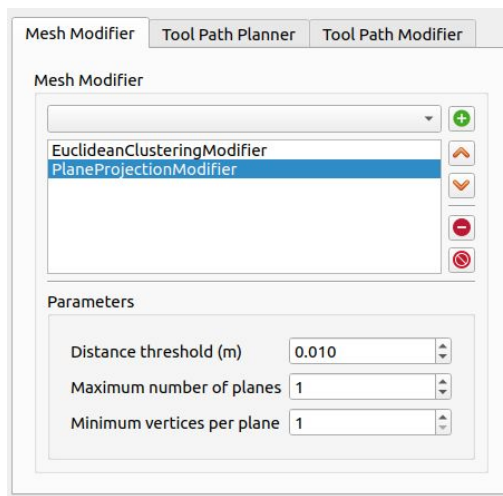 Mesh Modifier Tool Path Planner Tool Path Modifier
Mesh Modifier
EuclideanClusteringModifier
PlaneProjectionModifier
Parameters
Distance threshold (m) 0.010
Maximum number of planes 1
Minimum vertices per plane 1